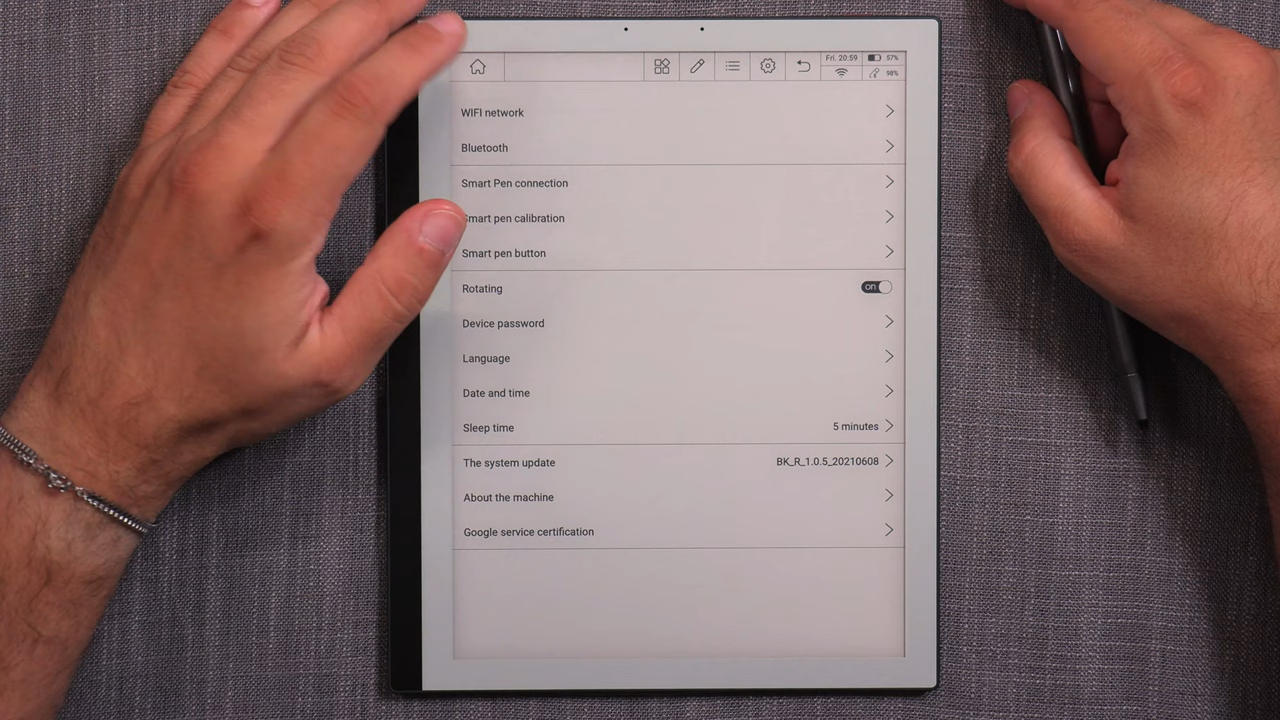 Fri. 20:59 57%
98%
WIFI network
Bluetooth
Smart Pen connection
Smart pen calibration
Smart pen button
Rotating on
Device password
Language
Date and time
Sleep time 5 minutes
The system update BK_R_1.0.5_20210608
About the machine
Google service certification